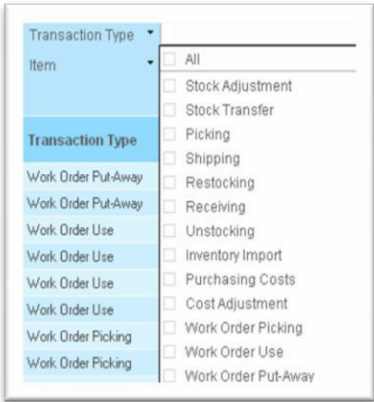 Transaction Type
Item
Transaction Type
Work Order Put-Away
Work Order Put-Away
Work Order Use
Work Order Use
Work Order Use
Work Order Use
Work Order Picking
Work Order Picking
All
Stock Adjustment
Stock Transfer
Picking
Shipping
Restocking
Receiving
Unstocking
Inventory Import
Purchasing Costs
Cost Adjustment
Work Order Picking
Work Order Use
Work Order Put-Away